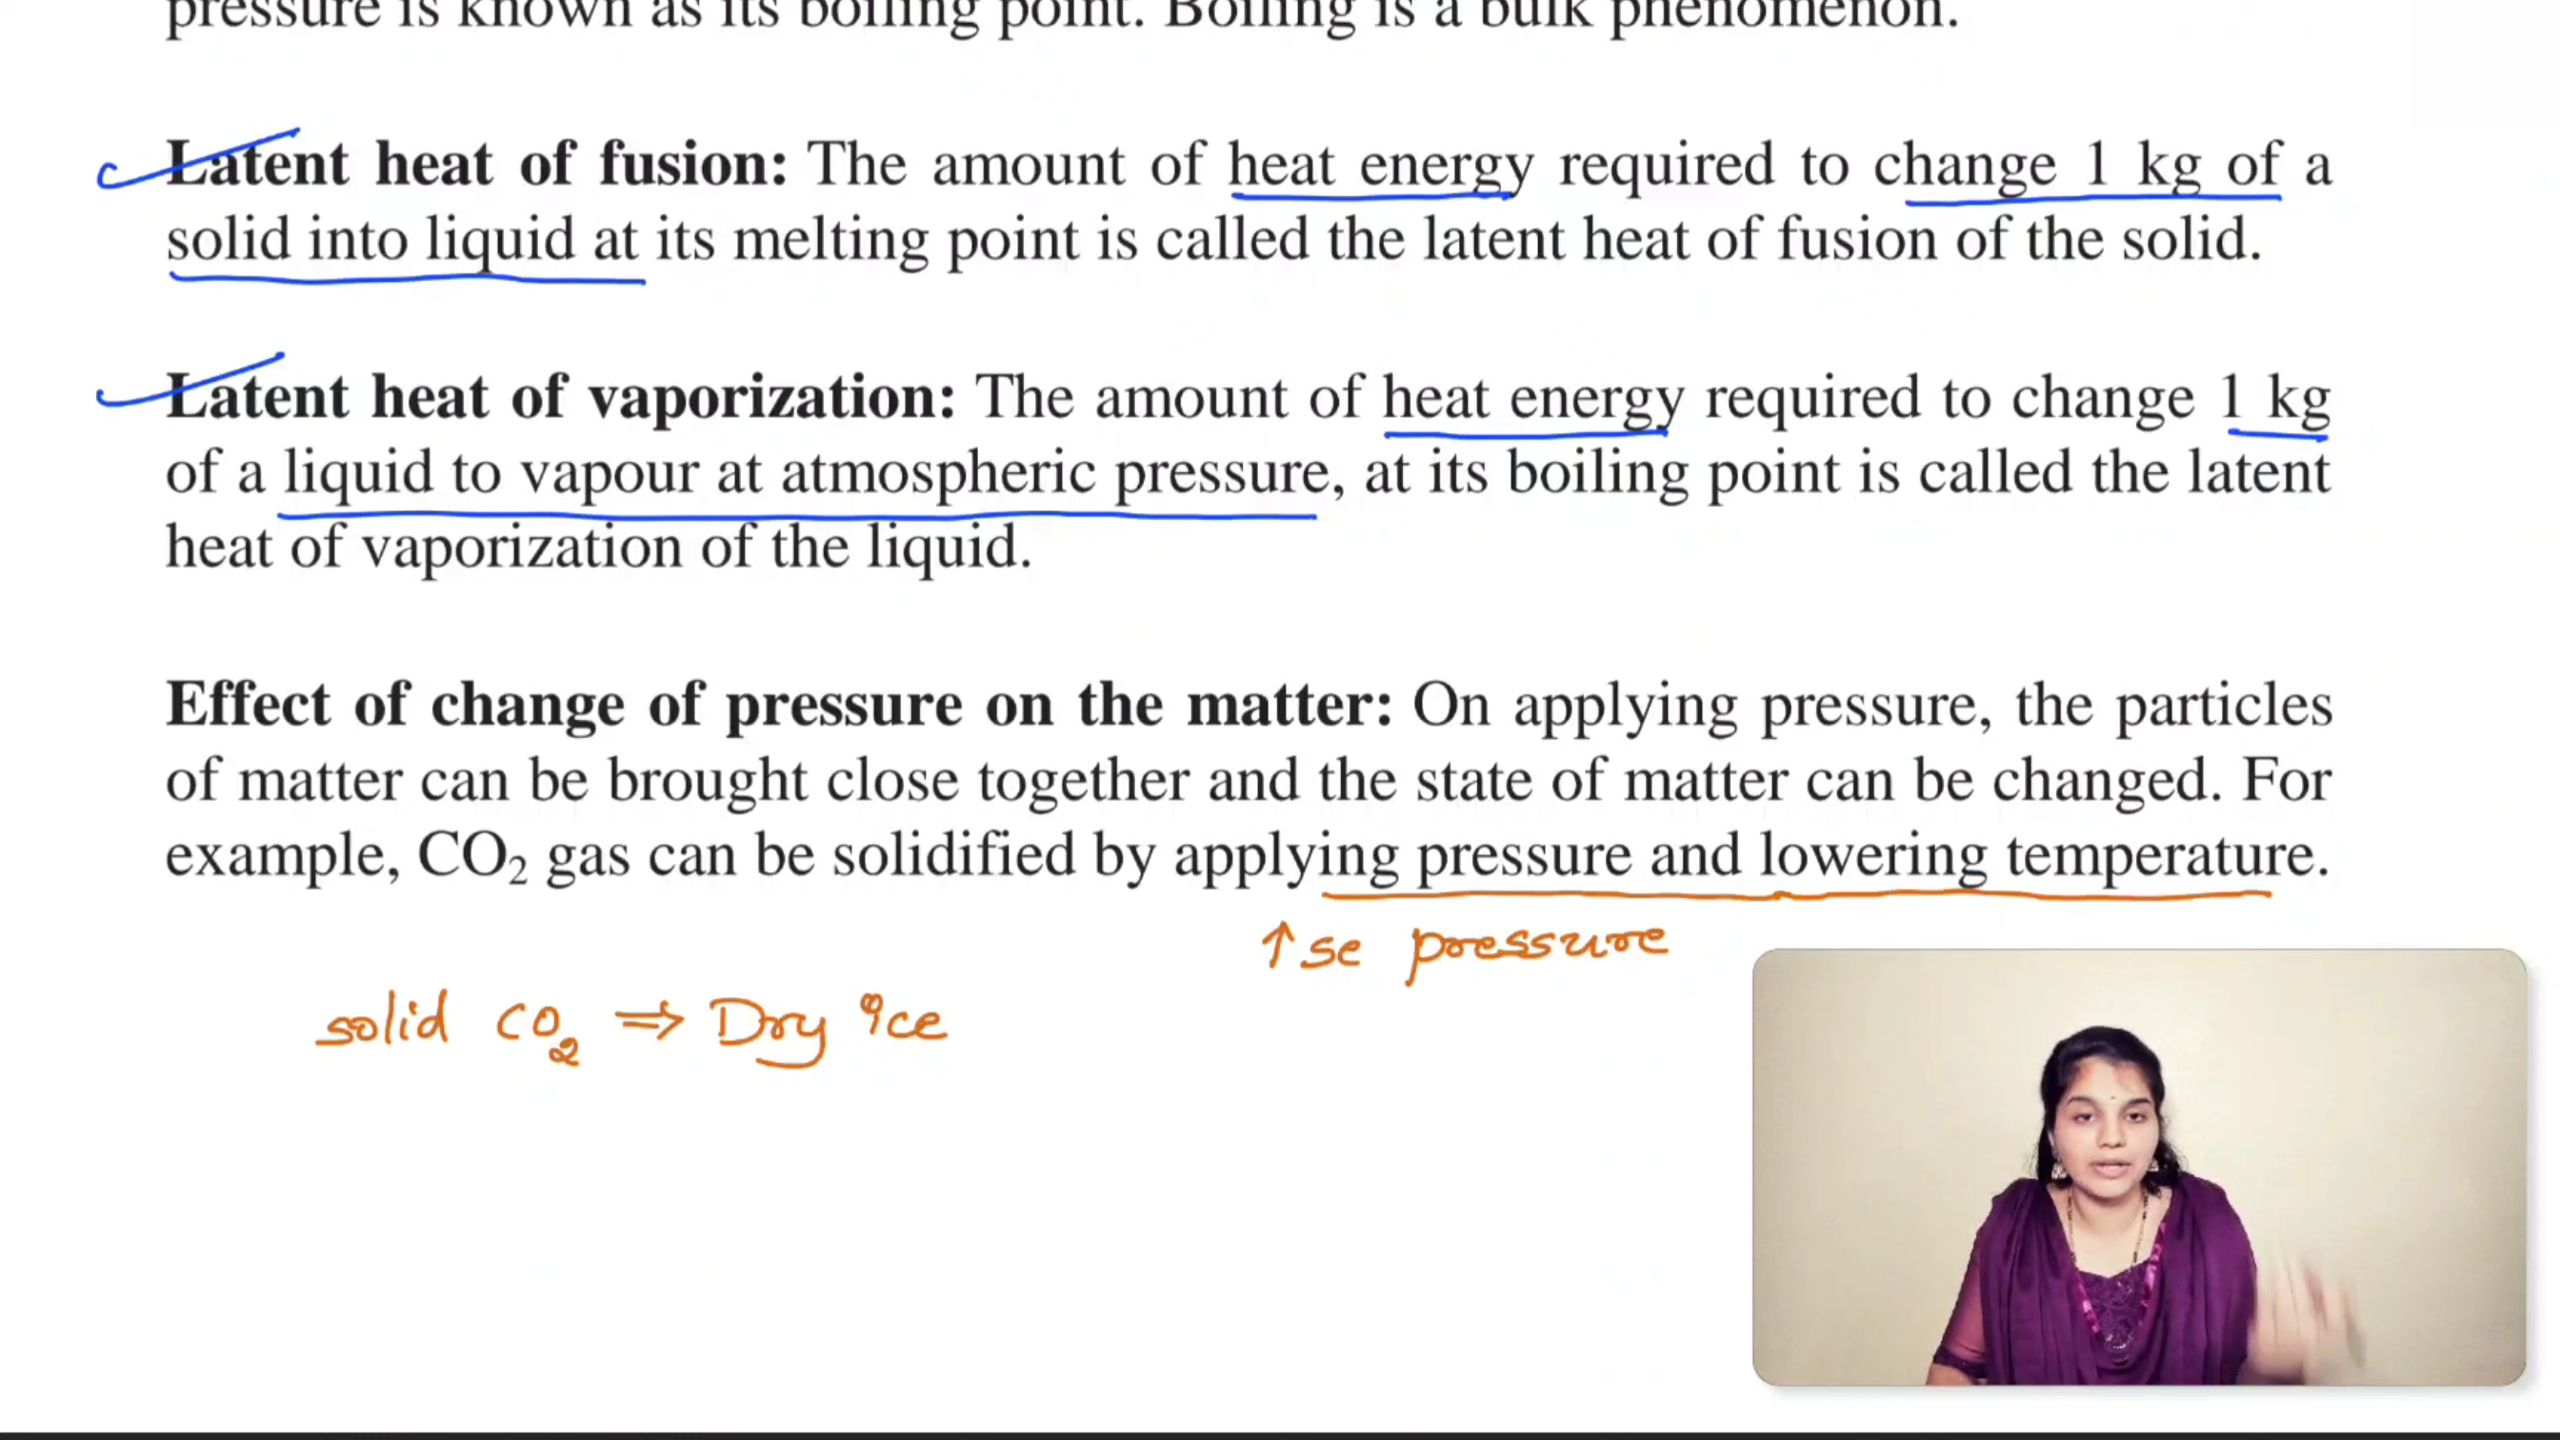 pressure is known as its boiling point. Boiling is a bulk phenomenon.
Latent heat of fusion: The amount of heat energy required to change 1 kg of a
solid into liquid at its melting point is called the latent heat of fusion of the solid.
Latent heat of vaporization: The amount of heat energy required to change 1 kg
of a liquid to vapour at atmospheric pressure, at its boiling point is called the latent
heat of vaporization of the liquid.
Effect of change of pressure on the matter: On applying pressure, the particles
of matter can be brought close together and the state of matter can be changed. For
example, CO₂ gas can be solidified by applying pressure and lowering temperature.
↑se pressure
solid CO₂ ⇒ Dry ice